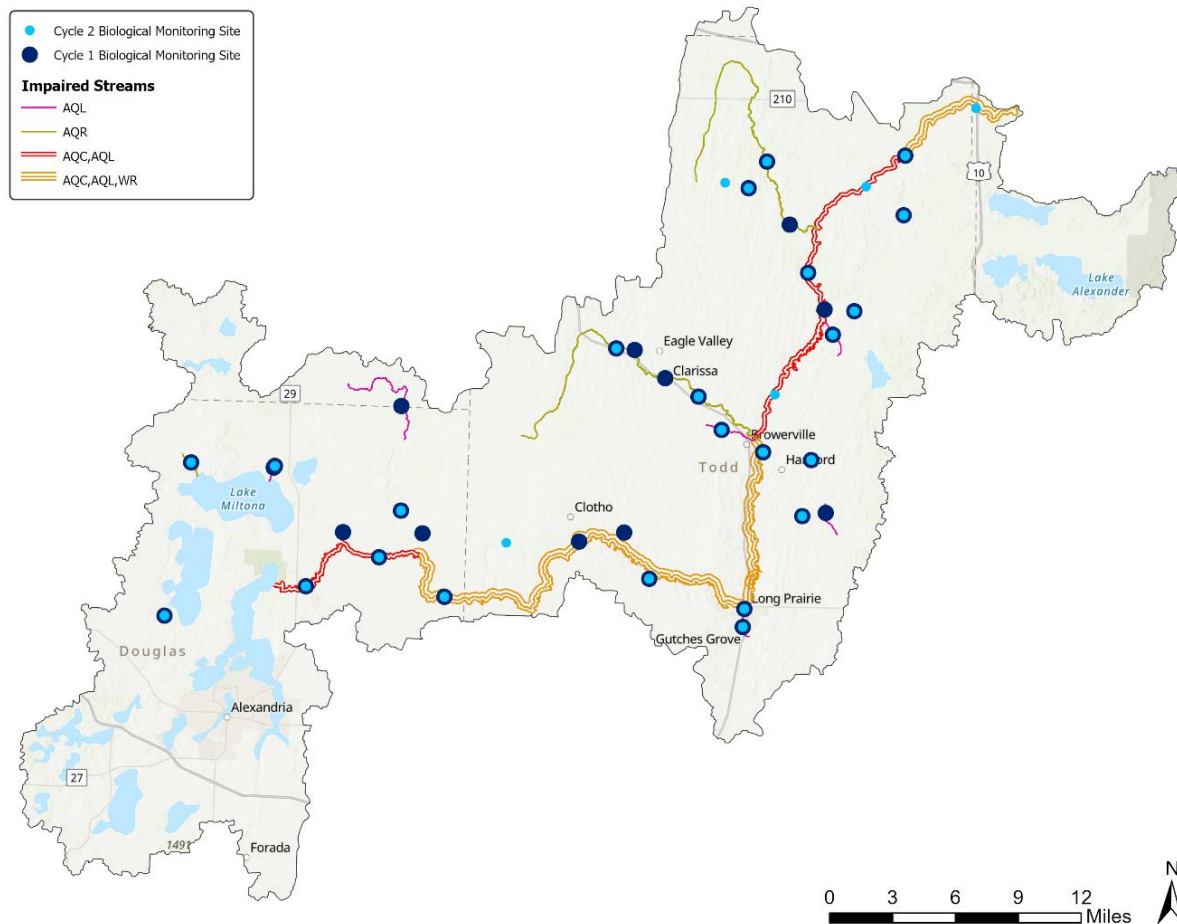 Cycle 2 Biological Monitoring Site
Cycle 1 Biological Monitoring Site
Impaired Streams
AQL
AQR
AQC,AQL
AQC,AQL,WR
210
10
Lake
Alexander
Eagle Valley
Clarissa
29
Browerville
Todd
Lake
Miltona
Clotho
Long Prairie
Gutches Grove
Douglas
Alexandria
27
1491
Forada
N
0 3 6 9 12
Miles